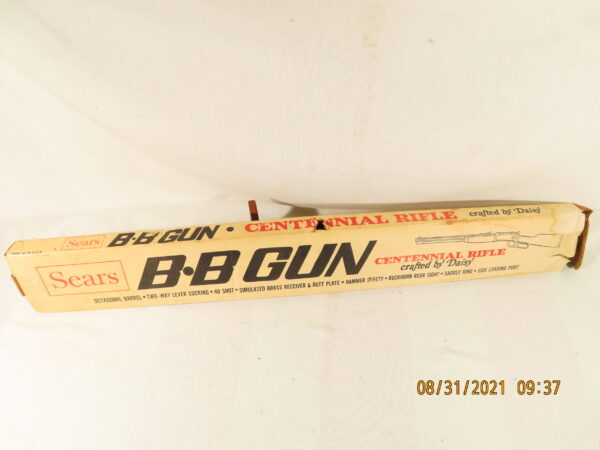 Sears B·B GUN · CENTENNIAL RIFLE crafted by 'Daisy'
Sears B·B GUN CENTENNIAL RIFLE
crafted by 'Daisy'
OCTAGONAL BARREL • TWO-WAY LEVER COCKING • 40 SHOT • SIMULATED BRASS RECEIVER & BUTT PLATE • HAMMER SAFETY • BUCKHORN REAR SIGHT • SADDLE RING • SIDE LOADING PORT
08/31/2021 09:37